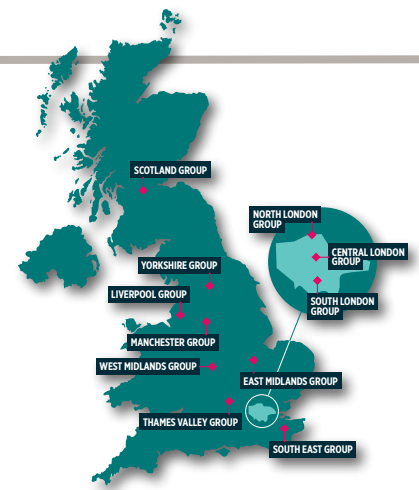 SCOTLAND GROUP
NORTH LONDON
GROUP
CENTRAL LONDON
GROUP
YORKSHIRE GROUP
LIVERPOOL GROUP
SOUTH LONDON
GROUP
MANCHESTER GROUP
WEST MIDLANDS GROUP
EAST MIDLANDS GROUP
THAMES VALLEY GROUP
SOUTH EAST GROUP